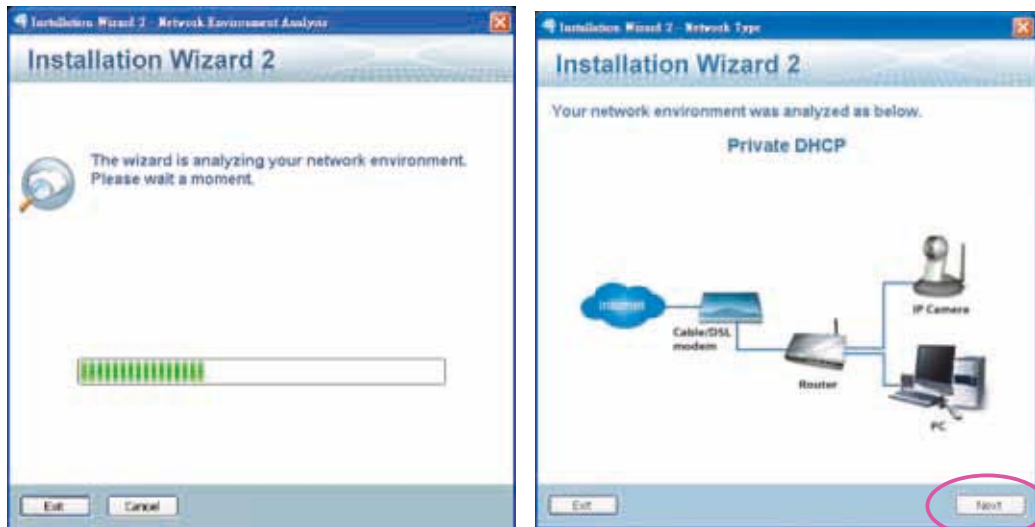 Installation Wizard 2 - Network Environment Analysis
Installation Wizard 2
The wizard is analyzing your network environment.
Please wait a moment.
Exit
Cancel
Installation Wizard 2 - Network Type
Installation Wizard 2
Your network environment was analyzed as below.
Private DHCP
Internet
Cable/DSL
modem
Router
IP Camera
PC
Exit
Next